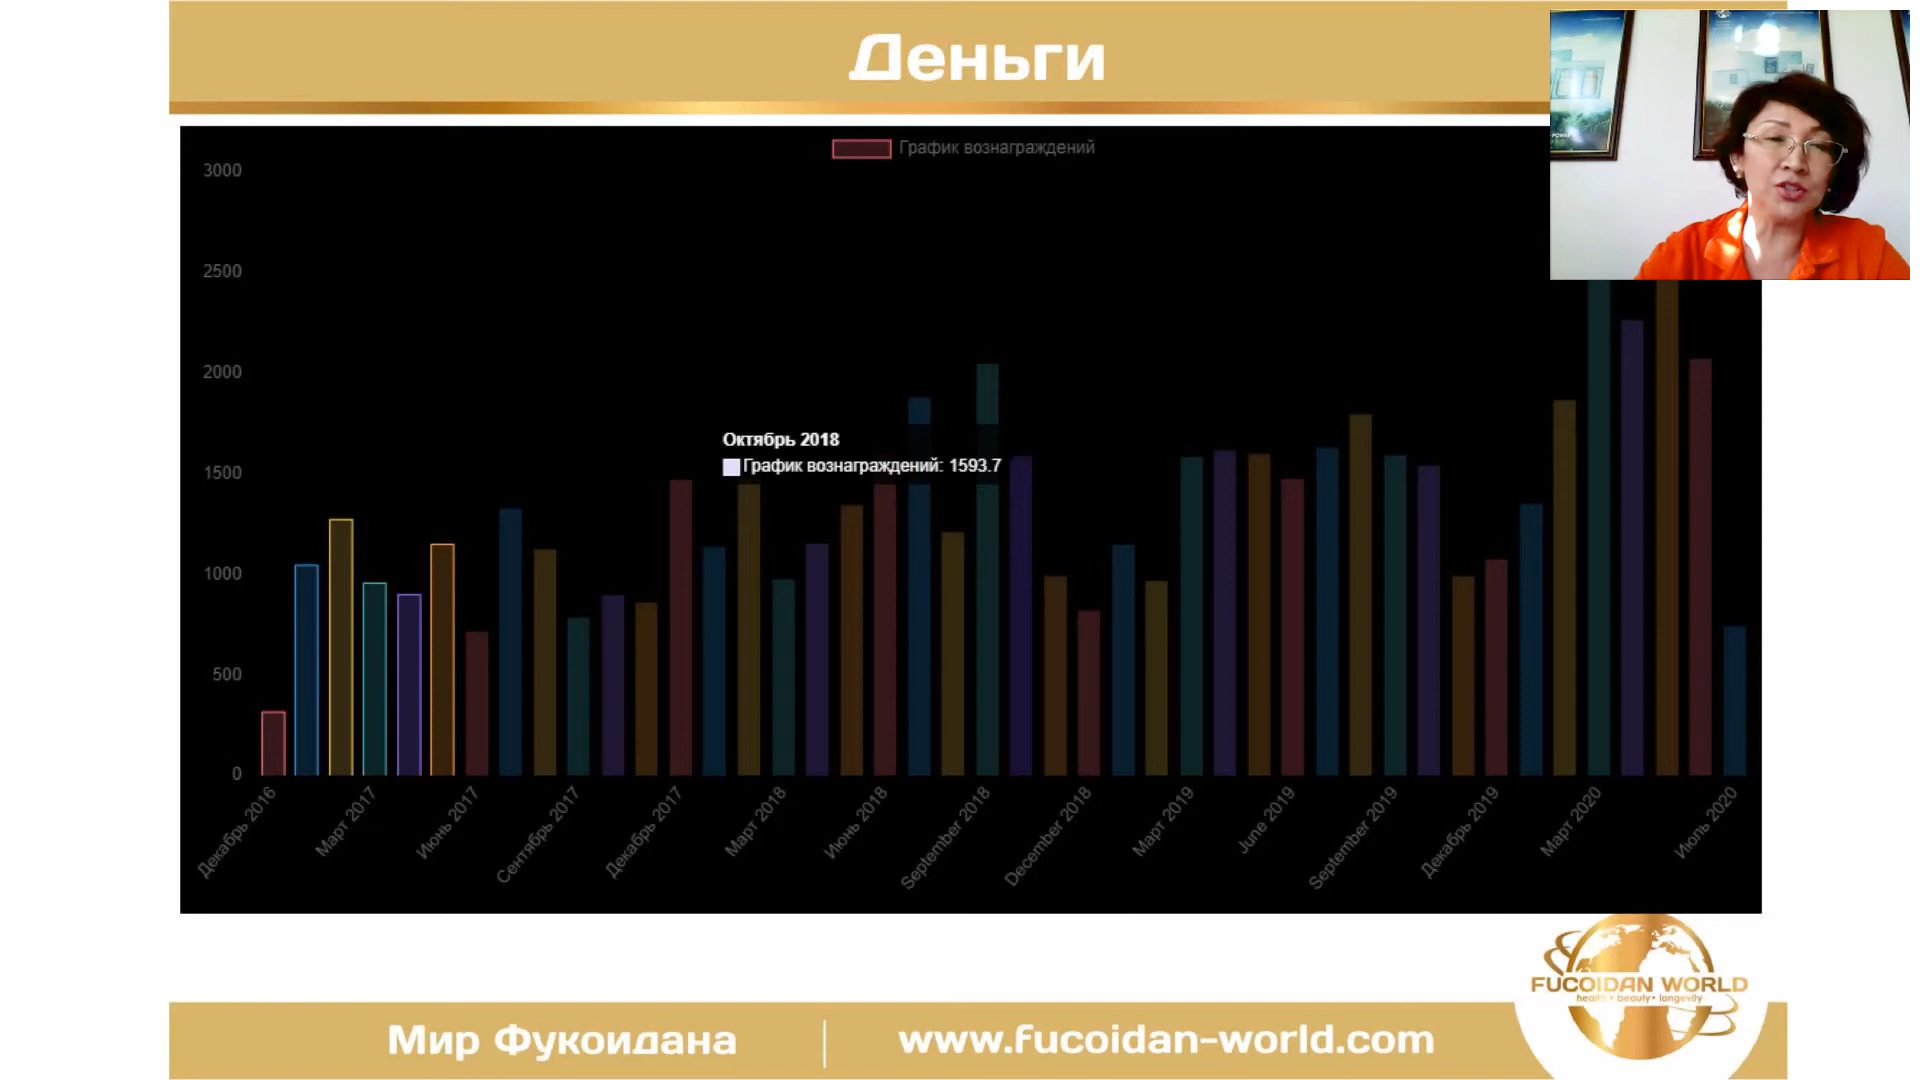 Деньги
График вознаграждений
3000
2500
2000
1500
1000
500
0
Октябрь 2018
График вознаграждений: 1593.7
Декабрь 2016
Март 2017
Июнь 2017
Сентябрь 2017
Декабрь 2017
Март 2018
Июнь 2018
September 2018
December 2018
Март 2019
June 2019
September 2019
Декабрь 2019
Март 2020
Июль 2020
FUCOIDAN WORLD
health • beauty • longevity
Мир Фукоидана
www.fucoidan-world.com